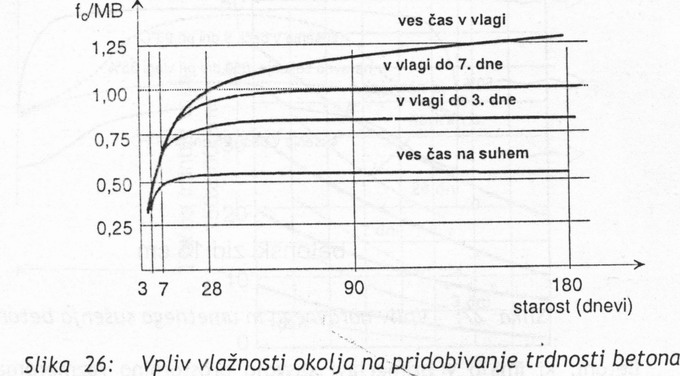 f₀/MB
ves čas v vlagi
1,25
v vlagi do 7. dne
1,00
v vlagi do 3. dne
0,75
ves čas na suhem
0,50
0,25
3 7 28 90 180
starost (dnevi)
Slika 26: Vpliv vlažnosti okolja na pridobivanje trdnosti betona